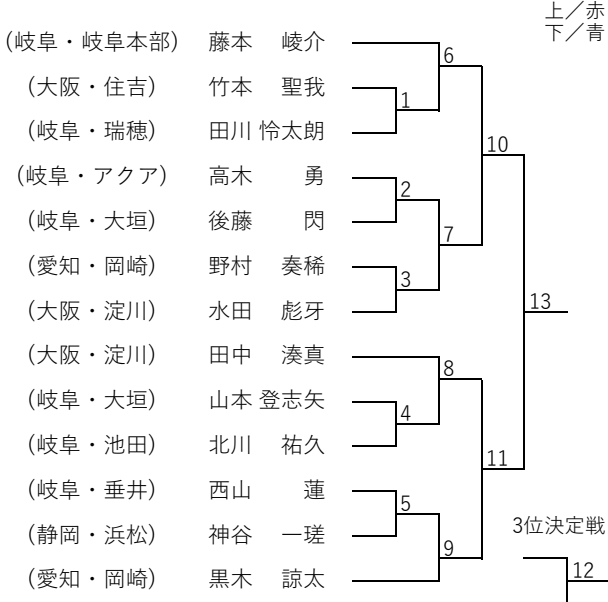 上／赤
下／青
(岐阜・岐阜本部) 藤本 崚介
6
(大阪・住吉) 竹本 聖我
1
(岐阜・瑞穂) 田川 怜太朗
10
(岐阜・アクア) 高木 勇
2
(岐阜・大垣) 後藤 閃
7
(愛知・岡崎) 野村 奏稀
3
(大阪・淀川) 水田 彪牙
13
(大阪・淀川) 田中 湊真
8
(岐阜・大垣) 山本 登志矢
4
(岐阜・池田) 北川 祐久
11
(岐阜・垂井) 西山 蓮
5
(静岡・浜松) 神谷 一瑳
3位決定戦
9
(愛知・岡崎) 黒木 諒太
12